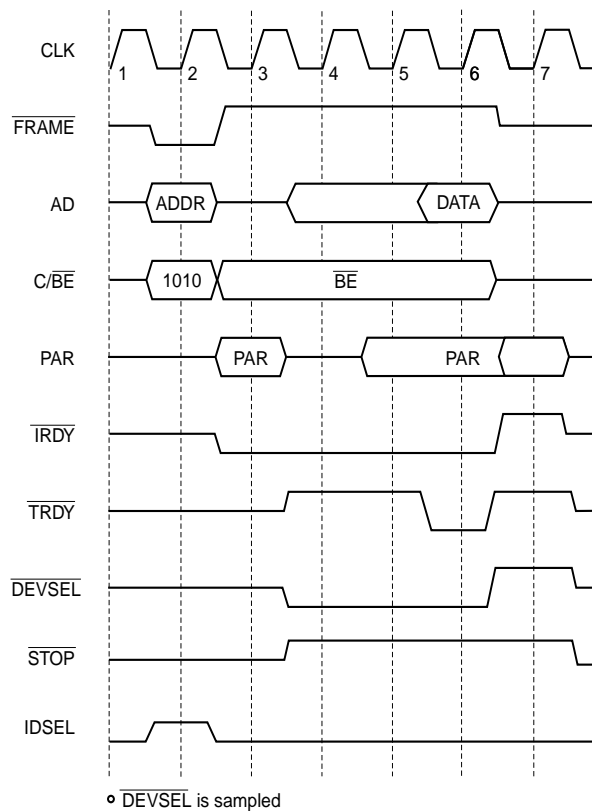 CLK
1 2 3 4 5 6 7
FRAME
AD
ADDR
DATA
C/BE
1010
BE
PAR
PAR
PAR
IRDY
TRDY
DEVSEL
STOP
IDSEL
DEVSEL is sampled